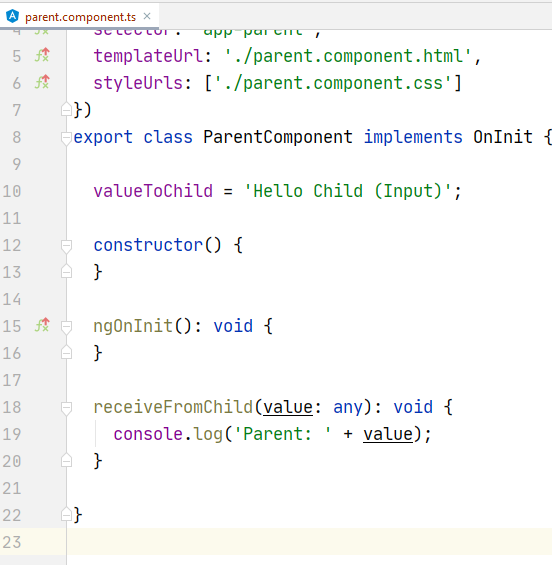 parent.component.ts
4 selector: 'app-parent',
5 templateUrl: './parent.component.html',
6 styleUrls: ['./parent.component.css']
7 })
8 export class ParentComponent implements OnInit {
9
10 valueToChild = 'Hello Child (Input)';
11
12 constructor() {
13 }
14
15 ngOnInit(): void {
16 }
17
18 receiveFromChild(value: any): void {
19 console.log('Parent: ' + value);
20 }
21
22 }
23